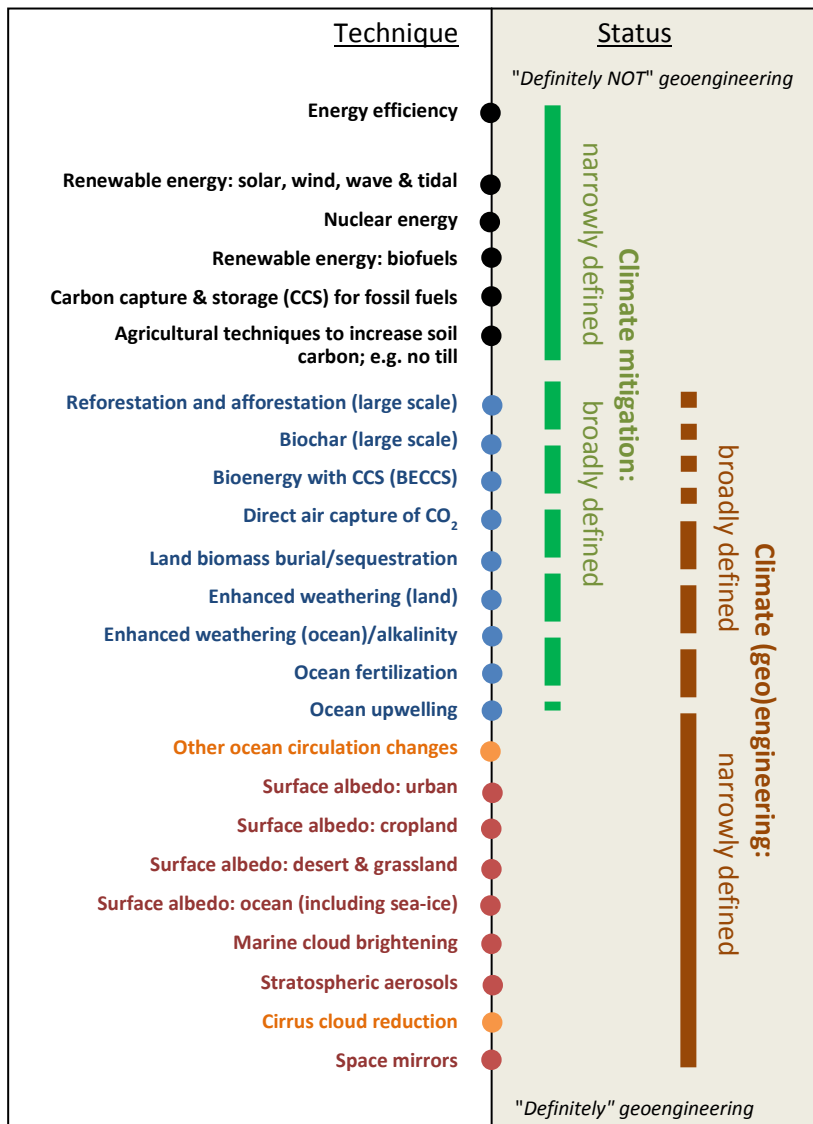 Technique
Status
"Definitely NOT" geoengineering
Energy efficiency
Renewable energy: solar, wind, wave & tidal
Nuclear energy
Renewable energy: biofuels
Carbon capture & storage (CCS) for fossil fuels
Agricultural techniques to increase soil
carbon; e.g. no till
Reforestation and afforestation (large scale)
Biochar (large scale)
Bioenergy with CCS (BECCS)
Direct air capture of CO₂
Land biomass burial/sequestration
Enhanced weathering (land)
Enhanced weathering (ocean)/alkalinity
Ocean fertilization
Ocean upwelling
Other ocean circulation changes
Surface albedo: urban
Surface albedo: cropland
Surface albedo: desert & grassland
Surface albedo: ocean (including sea-ice)
Marine cloud brightening
Stratospheric aerosols
Cirrus cloud reduction
Space mirrors
Climate mitigation:
narrowly defined
broadly defined
Climate (geo)engineering:
broadly defined
narrowly defined
"Definitely" geoengineering